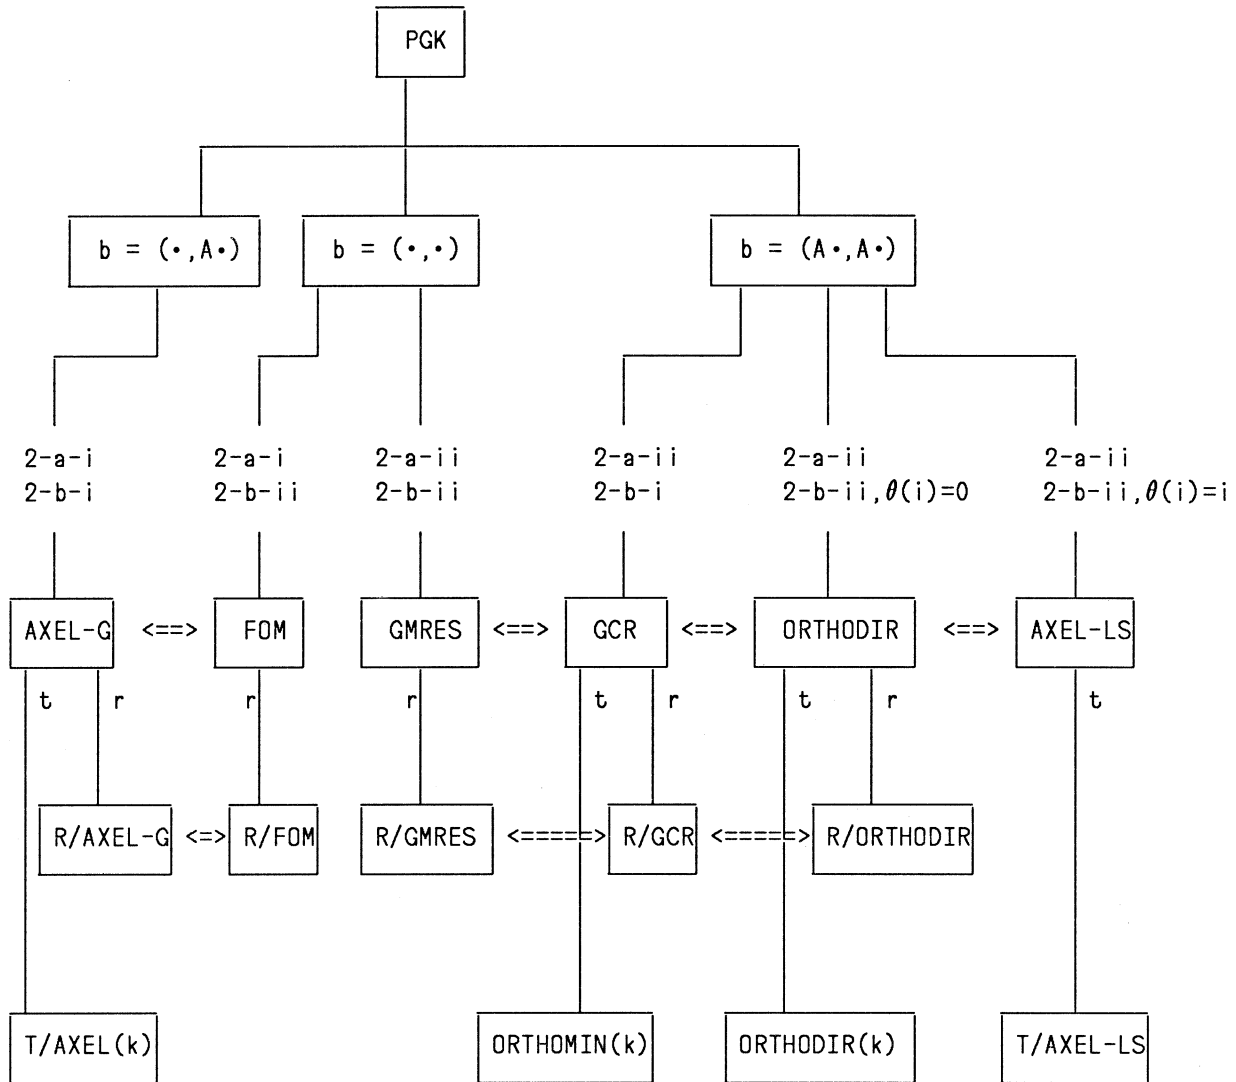 PGK
b = (•,A•)
b = (•,•)
b = (A•,A•)
2-a-i
2-b-i
2-a-i
2-b-ii
2-a-ii
2-b-ii
2-a-ii
2-b-i
2-a-ii
2-b-ii,θ(i)=0
2-a-ii
2-b-ii,θ(i)=i
AXEL-G <==> FOM
GMRES <==> GCR <==> ORTHODIR <==> AXEL-LS
t r r r t r t r t
R/AXEL-G <=> R/FOM
R/GMRES <=====> R/GCR <=====> R/ORTHODIR
T/AXEL(k)
ORTHOMIN(k)
ORTHODIR(k)
T/AXEL-LS